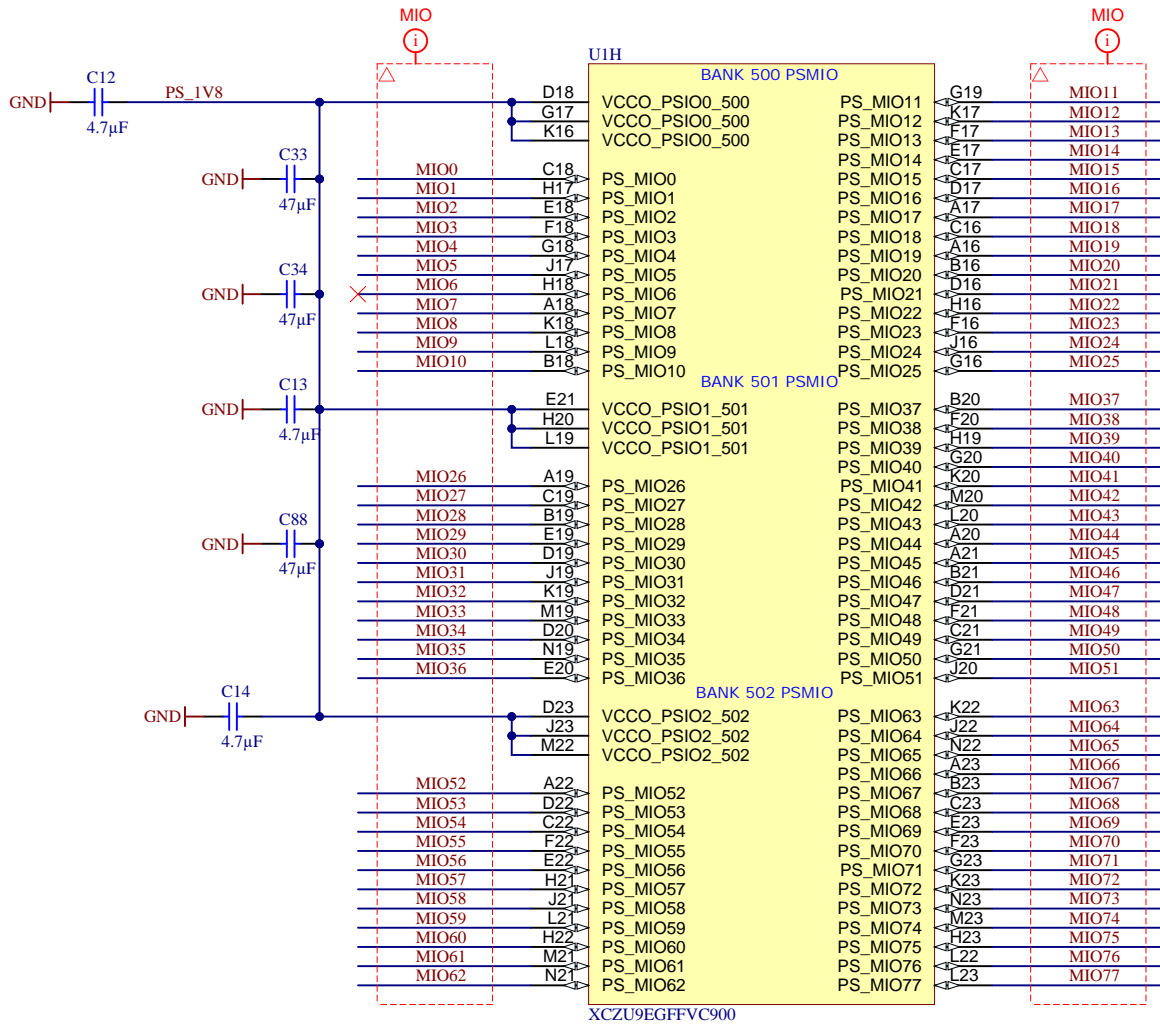 MIO
i
MIO
i
U1H
BANK 500 PSMIO
GND C12 4.7µF PS_1V8 D18 VCCO_PSIO0_500 PS_MIO11 G19 MIO11
G17 VCCO_PSIO0_500 PS_MIO12 K17 MIO12
K16 VCCO_PSIO0_500 PS_MIO13 F17 MIO13
PS_MIO14 E17 MIO14
GND C33 47µF MIO0 C18 PS_MIO0 PS_MIO15 C17 MIO15
MIO1 H17 PS_MIO1 PS_MIO16 D17 MIO16
MIO2 E18 PS_MIO2 PS_MIO17 A17 MIO17
MIO3 F18 PS_MIO3 PS_MIO18 C16 MIO18
MIO4 G18 PS_MIO4 PS_MIO19 A16 MIO19
MIO5 J17 PS_MIO5 PS_MIO20 B16 MIO20
GND C34 47µF MIO6 H18 PS_MIO6 PS_MIO21 D16 MIO21
MIO7 A18 PS_MIO7 PS_MIO22 H16 MIO22
MIO8 K18 PS_MIO8 PS_MIO23 F16 MIO23
MIO9 L18 PS_MIO9 PS_MIO24 J16 MIO24
MIO10 B18 PS_MIO10 PS_MIO25 G16 MIO25
BANK 501 PSMIO
GND C13 4.7µF E21 VCCO_PSIO1_501 PS_MIO37 B20 MIO37
H20 VCCO_PSIO1_501 PS_MIO38 F20 MIO38
L19 VCCO_PSIO1_501 PS_MIO39 H19 MIO39
PS_MIO40 G20 MIO40
MIO26 A19 PS_MIO26 PS_MIO41 K20 MIO41
MIO27 C19 PS_MIO27 PS_MIO42 M20 MIO42
MIO28 B19 PS_MIO28 PS_MIO43 L20 MIO43
GND C88 47µF MIO29 E19 PS_MIO29 PS_MIO44 A20 MIO44
MIO30 D19 PS_MIO30 PS_MIO45 A21 MIO45
MIO31 J19 PS_MIO31 PS_MIO46 B21 MIO46
MIO32 K19 PS_MIO32 PS_MIO47 D21 MIO47
MIO33 M19 PS_MIO33 PS_MIO48 F21 MIO48
MIO34 D20 PS_MIO34 PS_MIO49 C21 MIO49
MIO35 N19 PS_MIO35 PS_MIO50 G21 MIO50
MIO36 E20 PS_MIO36 PS_MIO51 J20 MIO51
BANK 502 PSMIO
GND C14 4.7µF D23 VCCO_PSIO2_502 PS_MIO63 K22 MIO63
J23 VCCO_PSIO2_502 PS_MIO64 J22 MIO64
M22 VCCO_PSIO2_502 PS_MIO65 N22 MIO65
PS_MIO66 A23 MIO66
MIO52 A22 PS_MIO52 PS_MIO67 B23 MIO67
MIO53 D22 PS_MIO53 PS_MIO68 C23 MIO68
MIO54 C22 PS_MIO54 PS_MIO69 E23 MIO69
MIO55 F22 PS_MIO55 PS_MIO70 F23 MIO70
MIO56 E22 PS_MIO56 PS_MIO71 G23 MIO71
MIO57 H21 PS_MIO57 PS_MIO72 K23 MIO72
MIO58 J21 PS_MIO58 PS_MIO73 N23 MIO73
MIO59 L21 PS_MIO59 PS_MIO74 M23 MIO74
MIO60 H22 PS_MIO60 PS_MIO75 H23 MIO75
MIO61 M21 PS_MIO61 PS_MIO76 L22 MIO76
MIO62 N21 PS_MIO62 PS_MIO77 L23 MIO77
XCZU9EGFFVC900